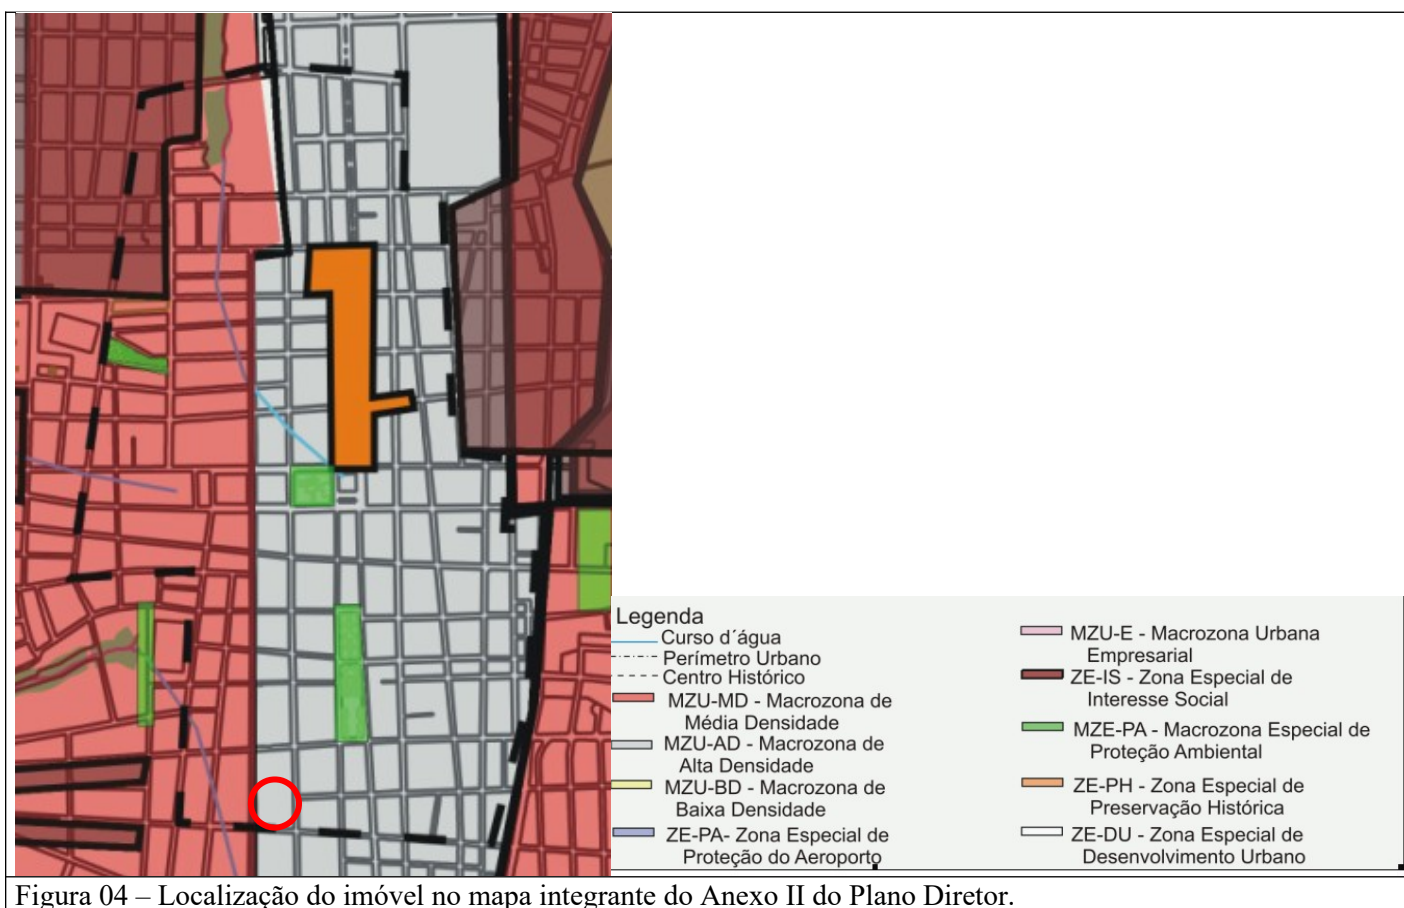 Legenda
Curso d´água
Perímetro Urbano
Centro Histórico
MZU-MD - Macrozona de
Média Densidade
MZU-AD - Macrozona de
Alta Densidade
MZU-BD - Macrozona de
Baixa Densidade
ZE-PA- Zona Especial de
Proteção do Aeroporto
MZU-E - Macrozona Urbana
Empresarial
ZE-IS - Zona Especial de
Interesse Social
MZE-PA - Macrozona Especial de
Proteção Ambiental
ZE-PH - Zona Especial de
Preservação Histórica
ZE-DU - Zona Especial de
Desenvolvimento Urbano
Figura 04 – Localização do imóvel no mapa integrante do Anexo II do Plano Diretor.